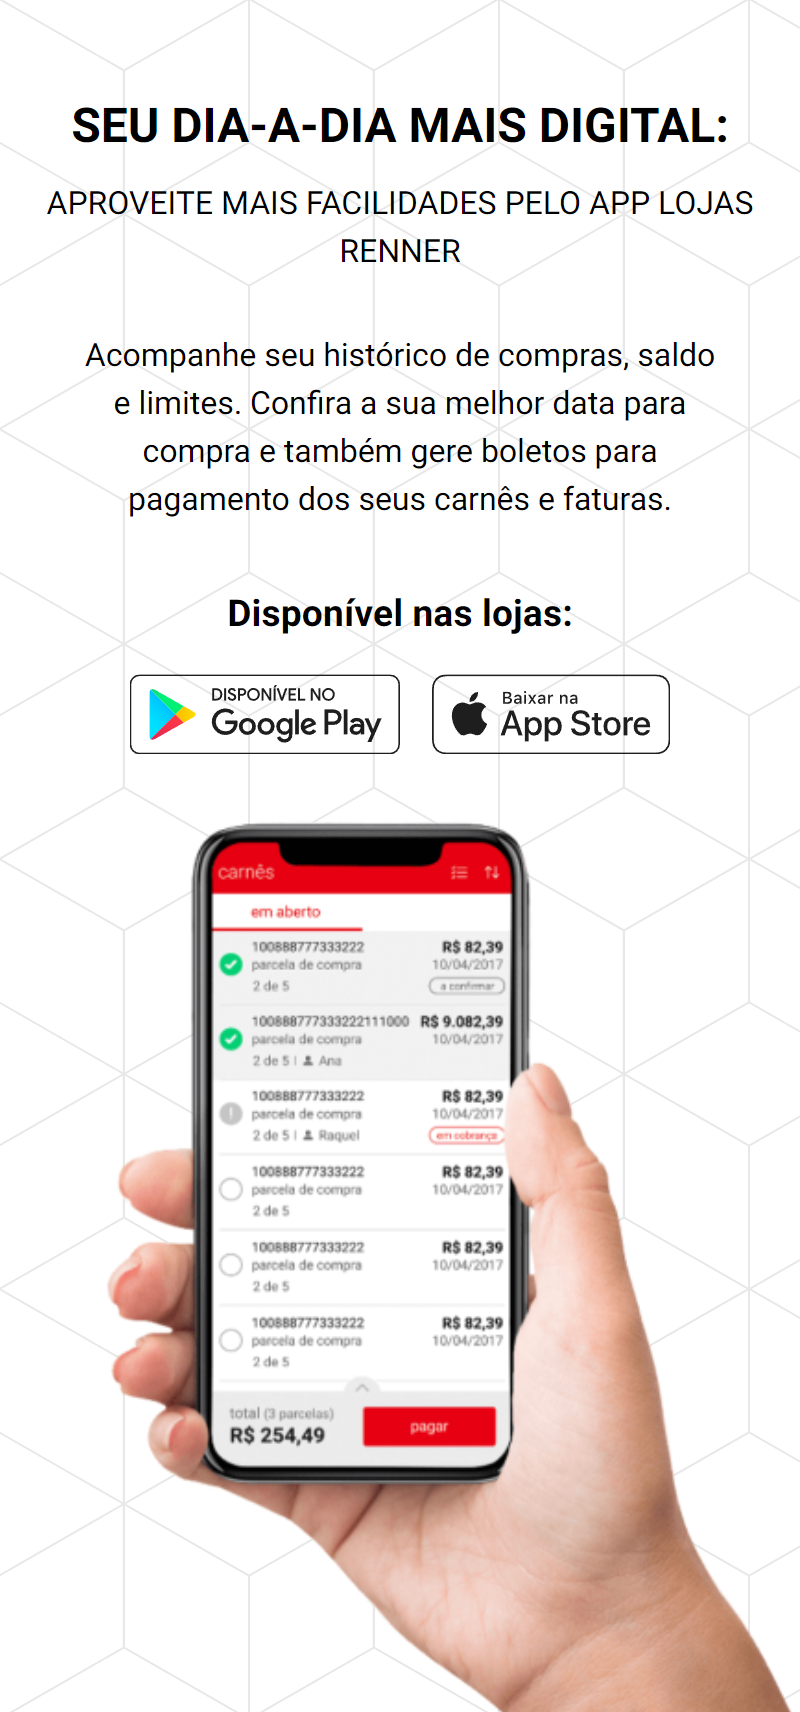 SEU DIA-A-DIA MAIS DIGITAL:
APROVEITE MAIS FACILIDADES PELO APP LOJAS
RENNER
Acompanhe seu histórico de compras, saldo
e limites. Confira a sua melhor data para
compra e também gere boletos para
pagamento dos seus carnês e faturas.
Disponível nas lojas:
DISPONÍVEL NO
Google Play
Baixar na
App Store
carnês
em aberto
100888777333222 R$ 82,39
parcela de compra 10/04/2017
2 de 5 a confirmar
100888777333222111000 R$ 9.082,39
parcela de compra 10/04/2017
2 de 5 | Ana
100888777333222 R$ 82,39
parcela de compra 10/04/2017
2 de 5 | Raquel em cobrança
100888777333222 R$ 82,39
parcela de compra 10/04/2017
2 de 5
100888777333222 R$ 82,39
parcela de compra 10/04/2017
2 de 5
100888777333222 R$ 82,39
parcela de compra 10/04/2017
2 de 5
total (3 parcelas)
R$ 254,49
pagar